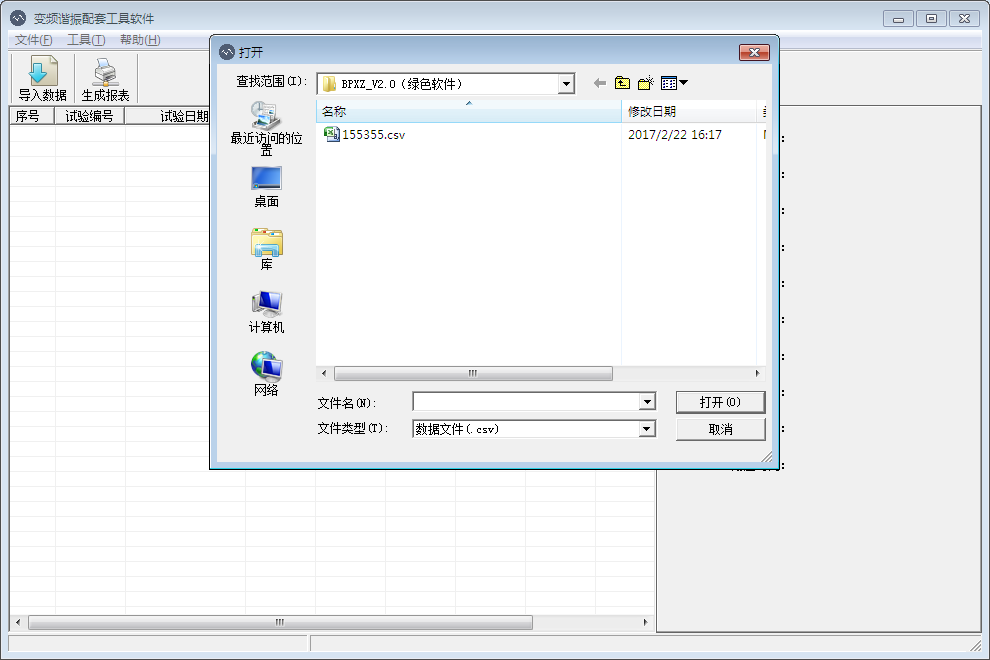 变频谐振配套工具软件
文件(F) 工具(T) 帮助(H)
导入数据 生成报表
序号 试验编号 试验日期
打开
查找范围(I): BPXZ_V2.0 (绿色软件)
名称 修改日期
155355.csv 2017/2/22 16:17
最近访问的位
置
桌面
库
计算机
网络
文件名(N): 打开(O)
文件类型(T): 数据文件(.csv) 取消